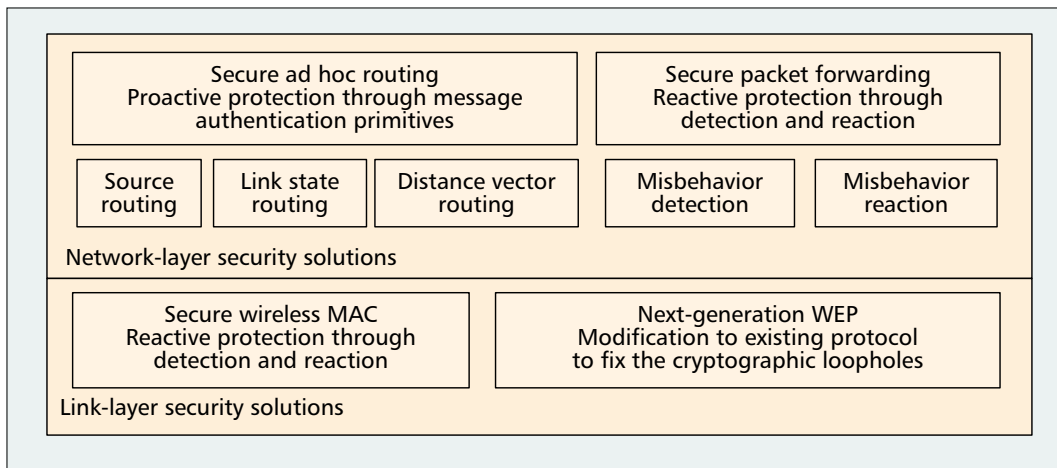 Secure ad hoc routing
Proactive protection through message
authentication primitives
Secure packet forwarding
Reactive protection through
detection and reaction
Source
routing
Link state
routing
Distance vector
routing
Misbehavior
detection
Misbehavior
reaction
Network-layer security solutions
Secure wireless MAC
Reactive protection through
detection and reaction
Next-generation WEP
Modification to existing protocol
to fix the cryptographic loopholes
Link-layer security solutions